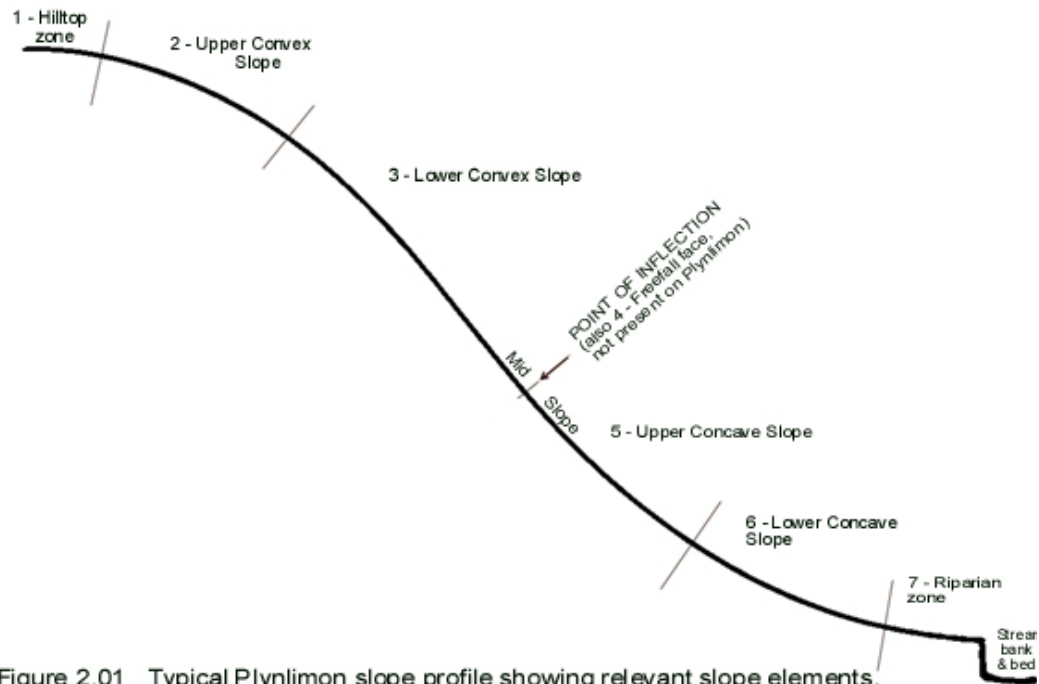 1 - Hilltop
zone
2 - Upper Convex
Slope
3 - Lower Convex Slope
POINT OF INFLECTION
(also 4 - Freefall face,
not present on Plynlimon)
Mid
Slope
5 - Upper Concave Slope
6 - Lower Concave
Slope
7 - Riparian
zone
Strear
bank
& bed
Figure 2.01 Typical Plynlimon slope profile showing relevant slope elements.